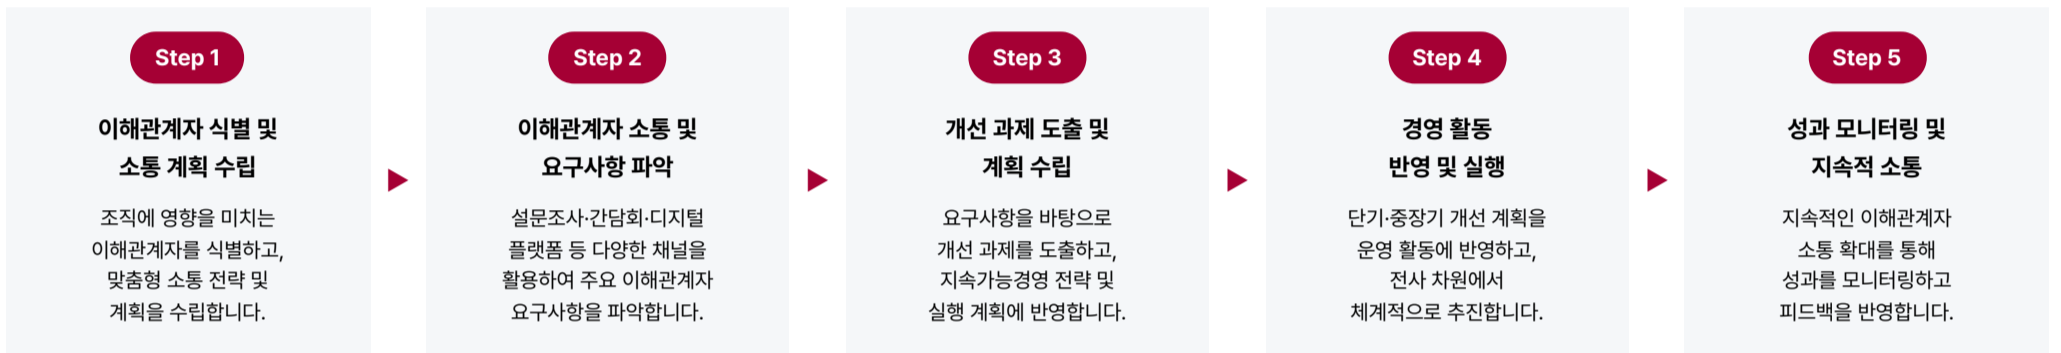 Step 1
이해관계자 식별 및
소통 계획 수립
조직에 영향을 미치는
이해관계자를 식별하고,
맞춤형 소통 전략 및
계획을 수립합니다.
Step 2
이해관계자 소통 및
요구사항 파악
설문조사·간담회·디지털
플랫폼 등 다양한 채널을
활용하여 주요 이해관계자
요구사항을 파악합니다.
Step 3
개선 과제 도출 및
계획 수립
요구사항을 바탕으로
개선 과제를 도출하고,
지속가능경영 전략 및
실행 계획에 반영합니다.
Step 4
경영 활동
반영 및 실행
단기·중장기 개선 계획을
운영 활동에 반영하고,
전사 차원에서
체계적으로 추진합니다.
Step 5
성과 모니터링 및
지속적 소통
지속적인 이해관계자
소통 확대를 통해
성과를 모니터링하고
피드백을 반영합니다.